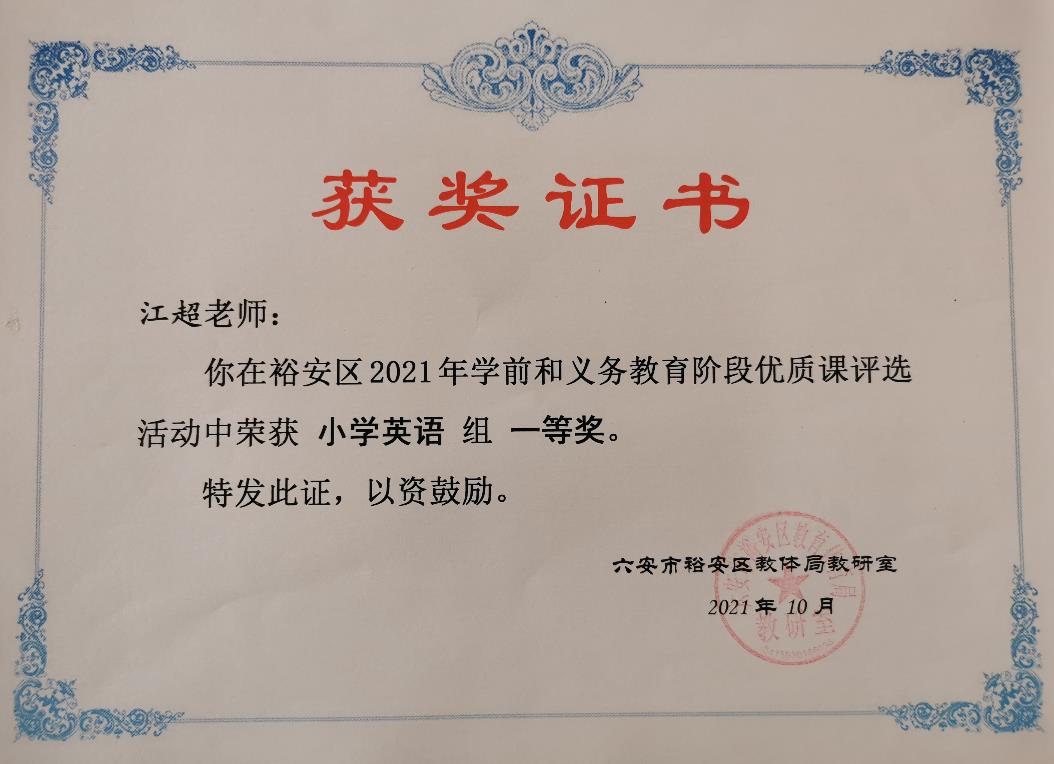 获奖证书
江超老师：
你在裕安区2021年学前和义务教育阶段优质课评选
活动中荣获 小学英语 组 一等奖。
特发此证，以资鼓励。
六安市裕安区教体局教研室
2021年 10月
教研室